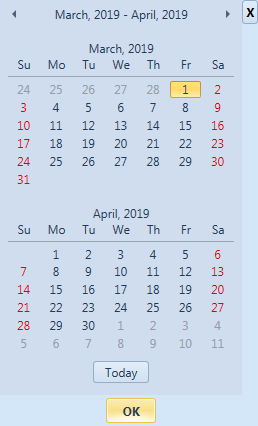 March, 2019 - April, 2019 X
March, 2019
Su Mo Tu We Th Fr Sa
24 25 26 27 28 1 2
3 4 5 6 7 8 9
10 11 12 13 14 15 16
17 18 19 20 21 22 23
24 25 26 27 28 29 30
31
April, 2019
Su Mo Tu We Th Fr Sa
1 2 3 4 5 6
7 8 9 10 11 12 13
14 15 16 17 18 19 20
21 22 23 24 25 26 27
28 29 30 1 2 3 4
5 6 7 8 9 10 11
Today
OK